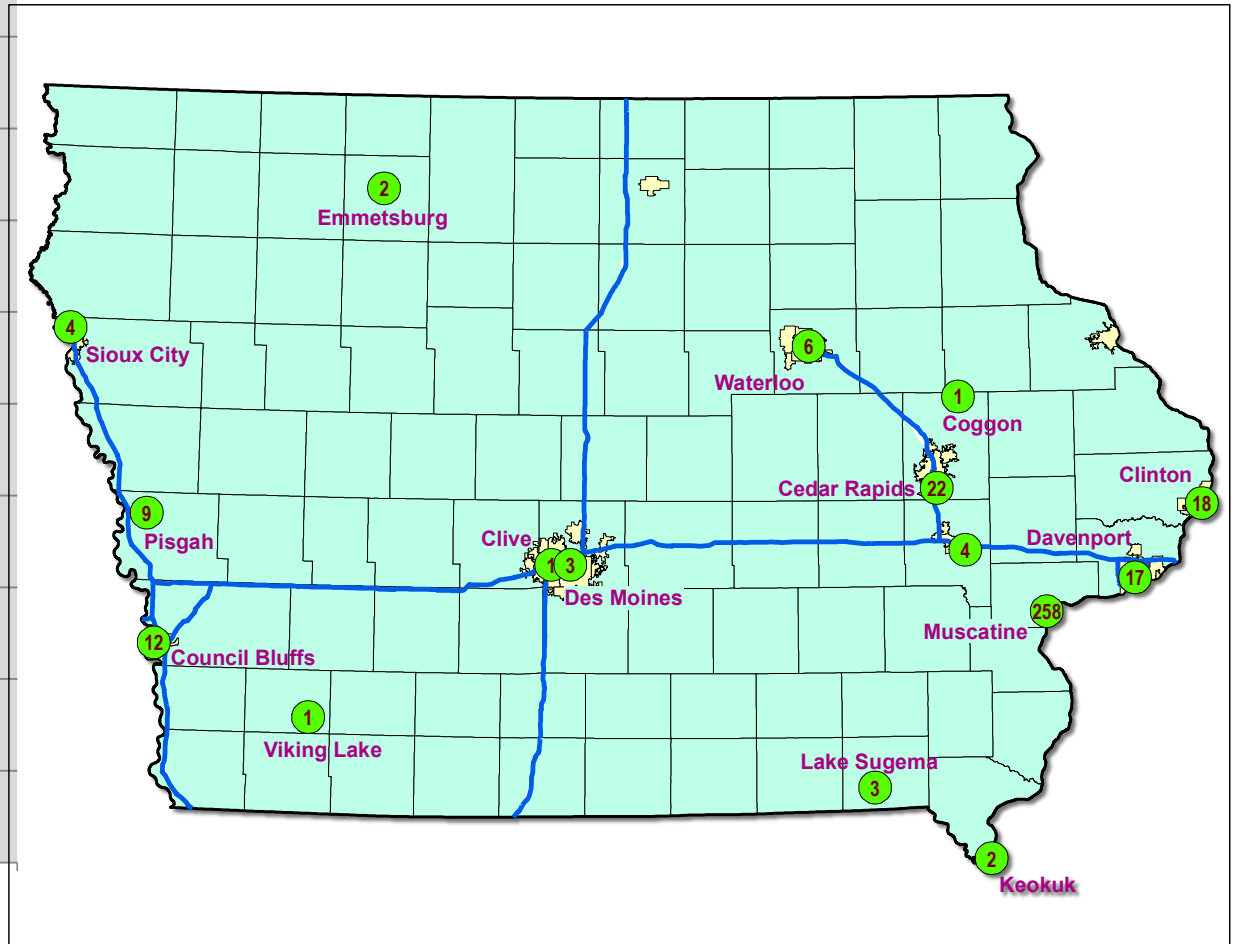 2
Emmetsburg
4
Sioux City
6
Waterloo
1
Coggon
Clinton
18
Cedar Rapids
22
9
Pisgah
Clive
1
3
Des Moines
4
Davenport
17
258
Muscatine
12
Council Bluffs
1
Viking Lake
Lake Sugema
3
2
Keokuk